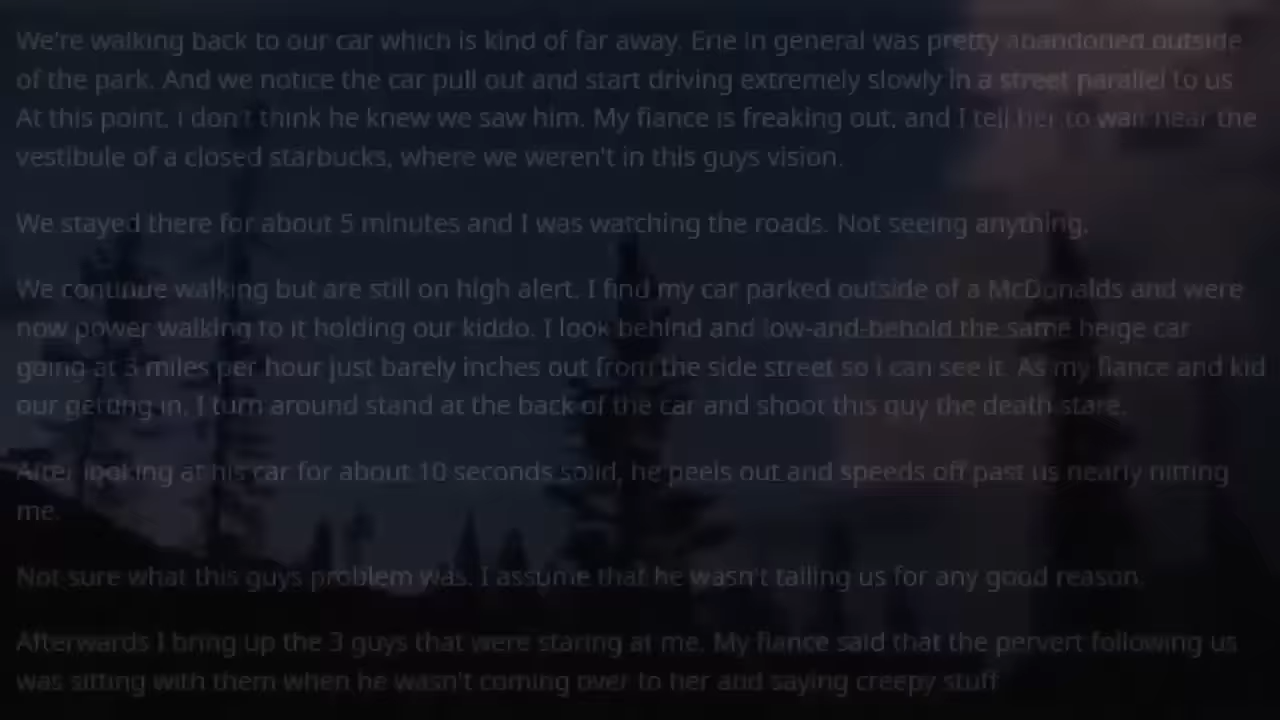 We're walking back to our car which is kind of far away. Erie in general was pretty abandoned outside
of the park. And we notice the car pull out and start driving extremely slowly in a street parallel to us
At this point, i don't think he knew we saw him. My fiance is freaking out, and I tell her to wait near the
vestibule of a closed starbucks, where we weren't in this guys vision.
We stayed there for about 5 minutes and I was watching the roads. Not seeing anything.
We continue walking but are still on high alert. I find my car parked outside of a McDonalds and were
now power walking to it holding our kiddo. I look behind and low-and-behold the same beige car
going at 5 miles per hour just barely inches out from the side street so i can see it. As my fiance and kid
our getting in, I turn around stand at the back of the car and shoot this guy the death stare.
After looking at his car for about 10 seconds solid, he peels out and speeds off past us nearly hitting
me.
Not sure what this guys problem was. I assume that he wasn't tailing us for any good reason.
Afterwards I bring up the 3 guys that were staring at me. My fiance said that the pervert following us
was sitting with them when he wasn't coming over to her and saying creepy stuff